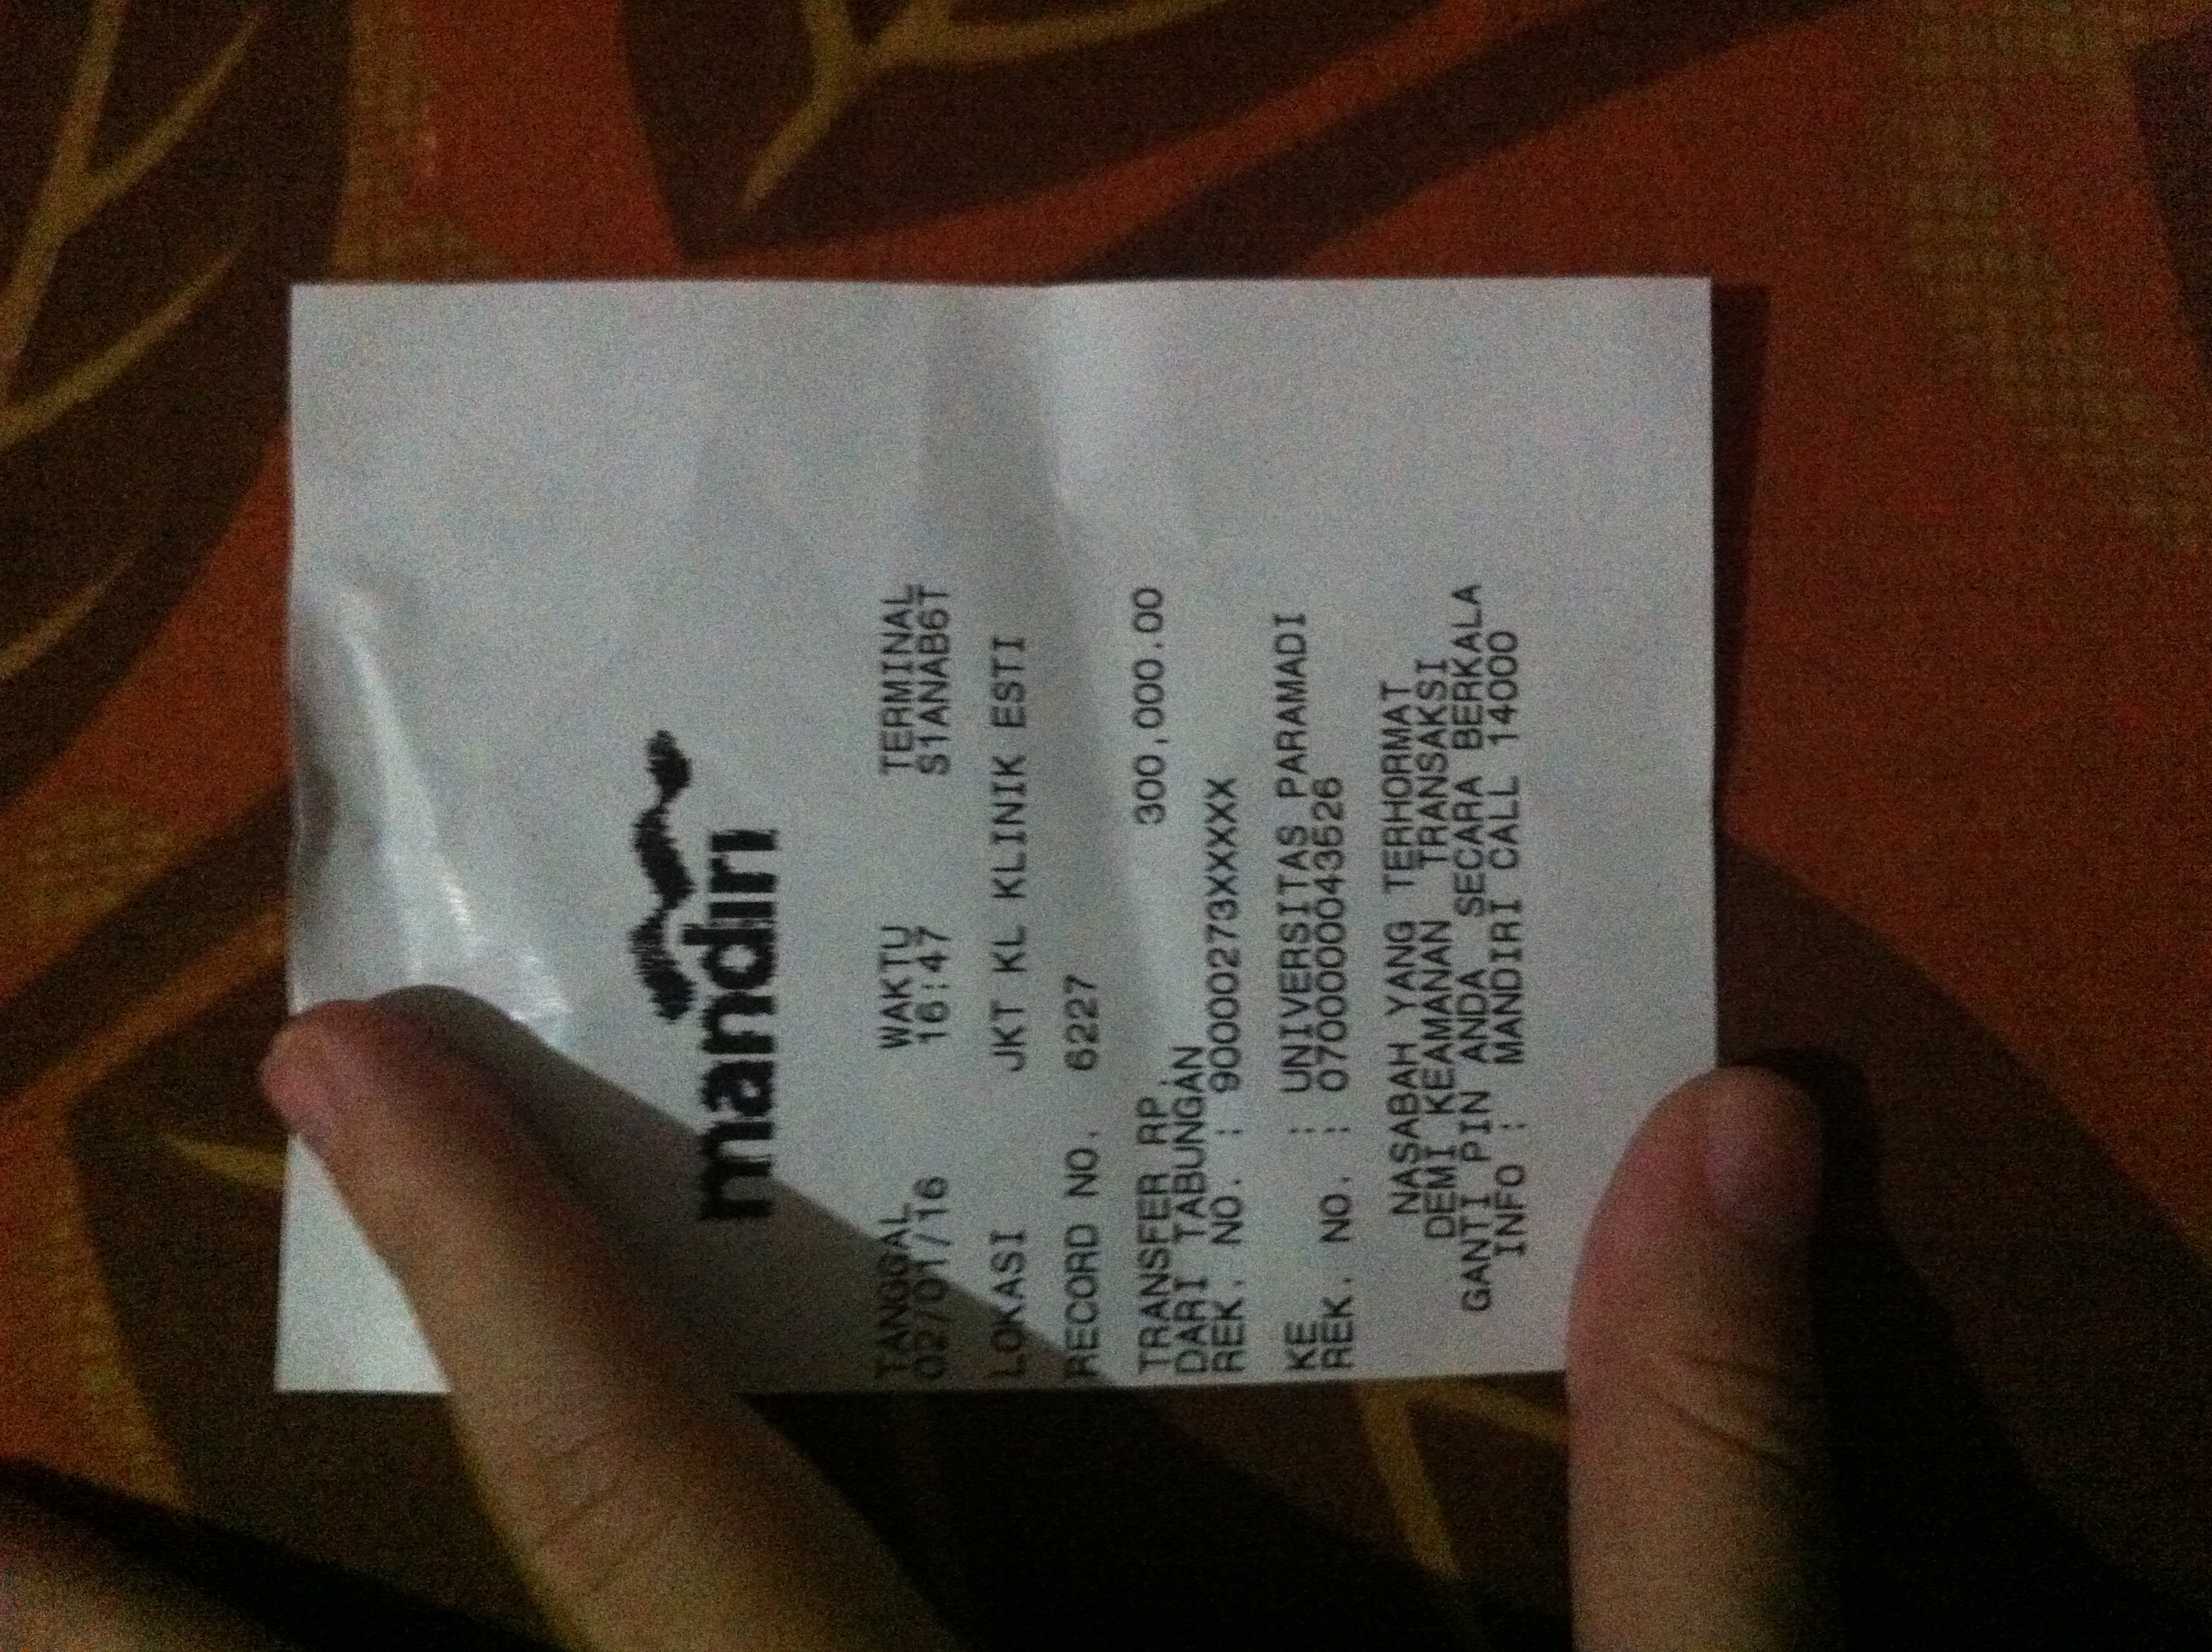 mandiri
TANGGAL WAKTU TERMINAL
02/01/16 16:47 S1ANAB6T
LOKASI JKT KL KLINIK ESTI
RECORD NO. 6227
TRANSFER RP. 300,000.00
DARI TABUNGAN
REK. NO. : 90000273XXXXX
KE : UNIVERSITAS PARAMADI
REK. NO. : 0700000043526
NASABAH YANG TERHORMAT
DEMI KEAMANAN TRANSAKSI
GANTI PIN ANDA SECARA BERKALA
INFO : MANDIRI CALL 14000